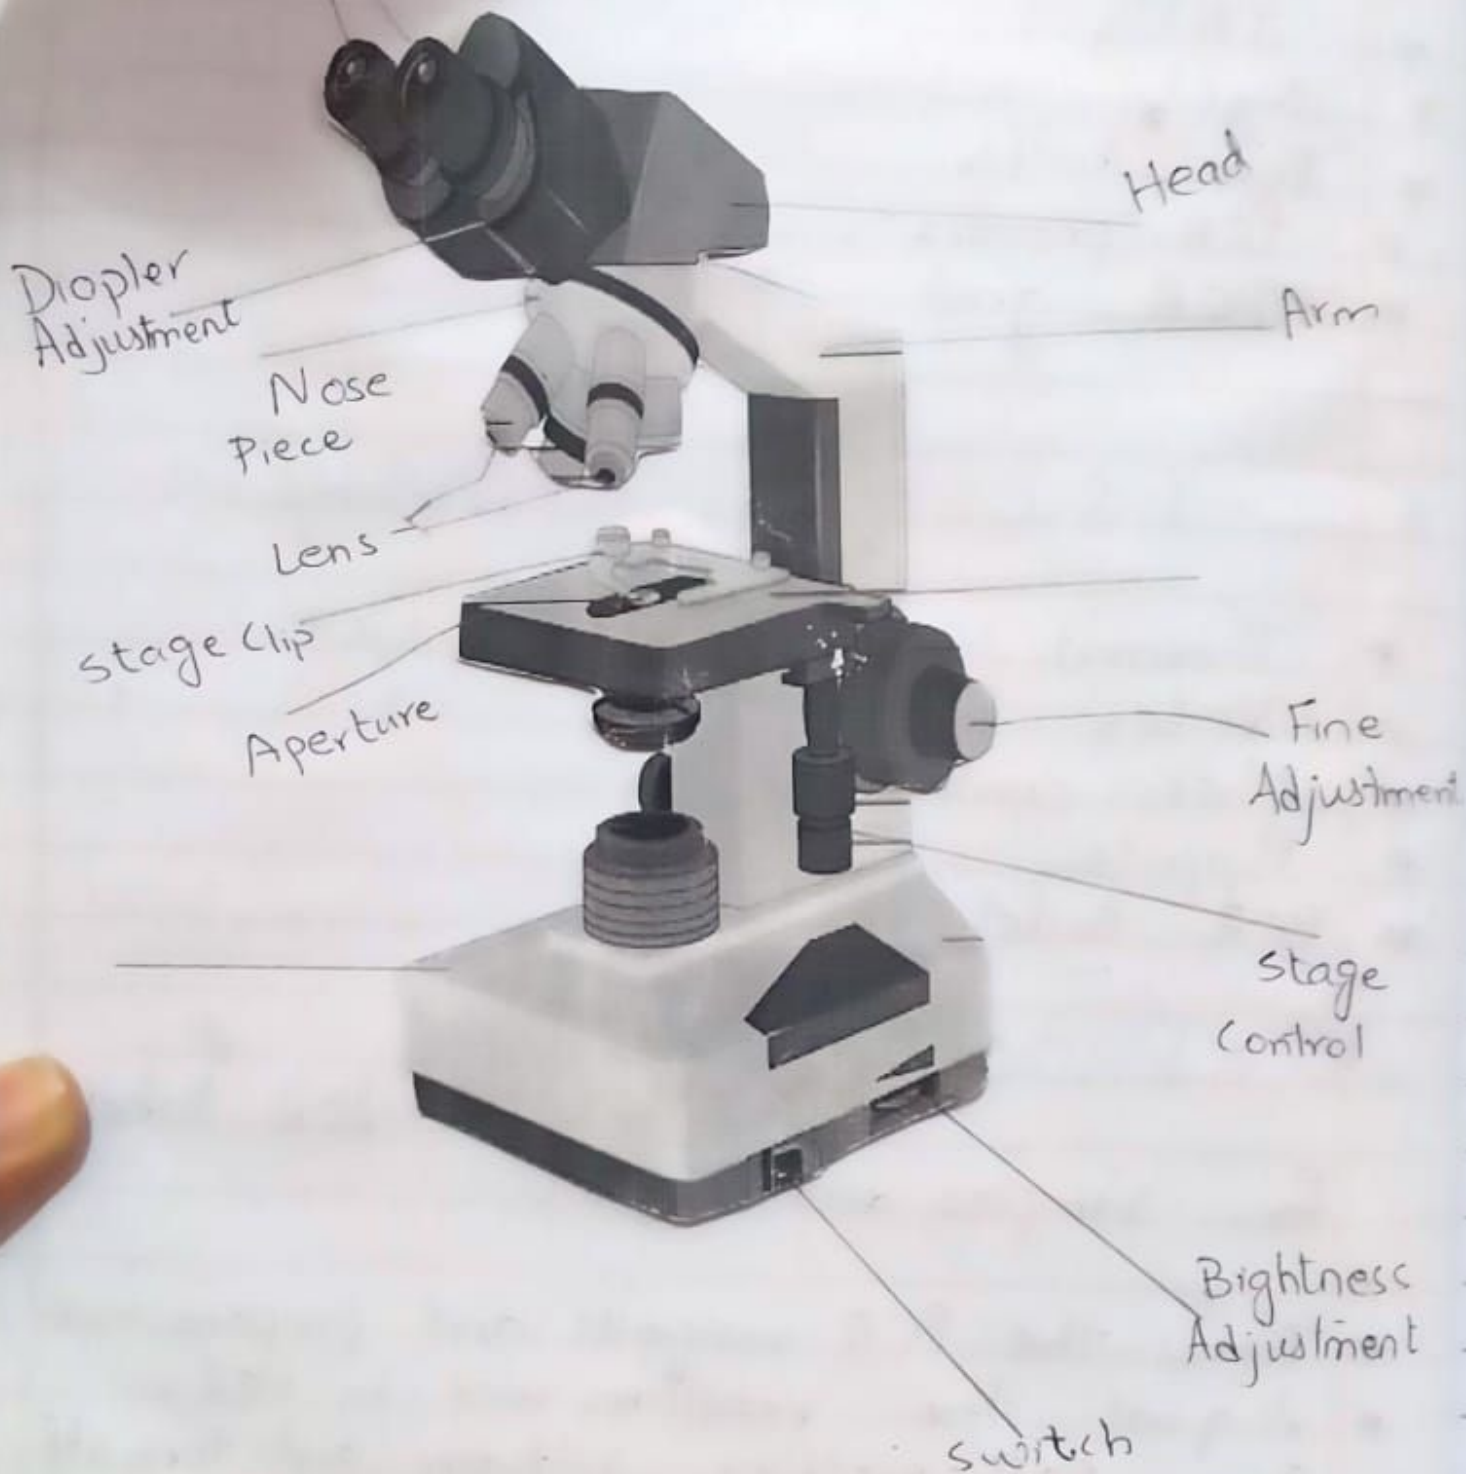 Head
Diopler
Adjustment
Arm
Nose
Piece
Lens
Stage Clip
Aperture
Fine
Adjustment
Stage
Control
Bightness
Adjustment
Switch